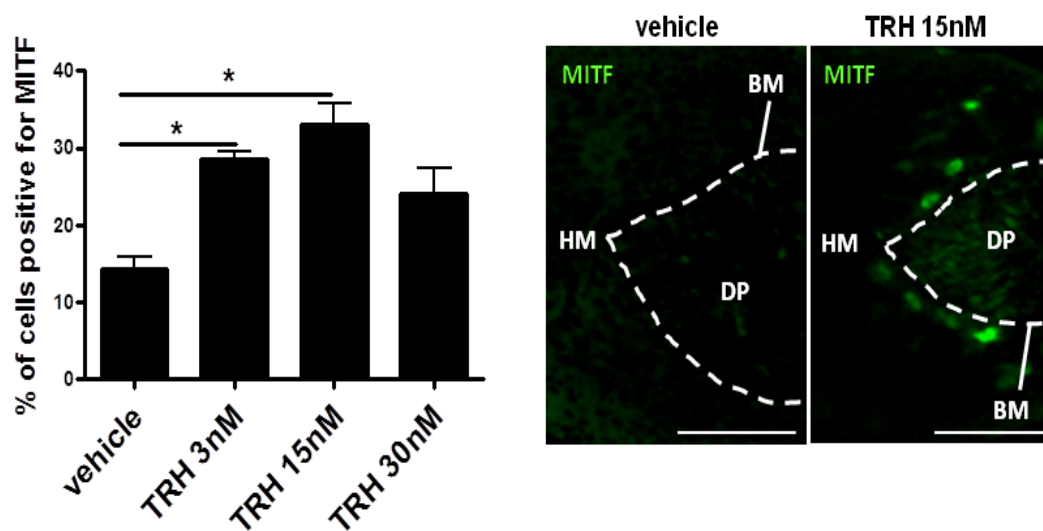 % of cells positive for MITF
40
30
20
10
0
*
*
vehicle
TRH 3nM
TRH 15nM
TRH 30nM
vehicle
MITF
BM
HM
DP
TRH 15nM
MITF
HM
DP
BM